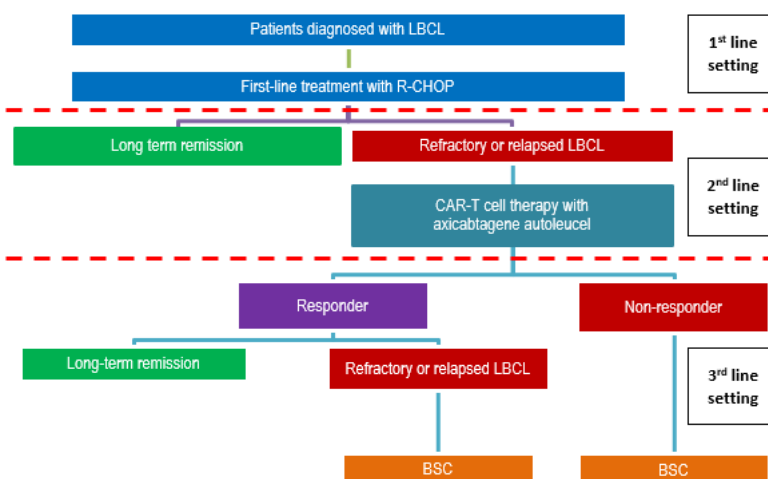 Patients diagnosed with LBCL
1st line
setting
First-line treatment with R-CHOP
Long term remission
Refractory or relapsed LBCL
2nd line
setting
CAR-T cell therapy with
axicabtagene autoleucel
Responder
Non-responder
Long-term remission
Refractory or relapsed LBCL
3rd line
setting
BSC
BSC